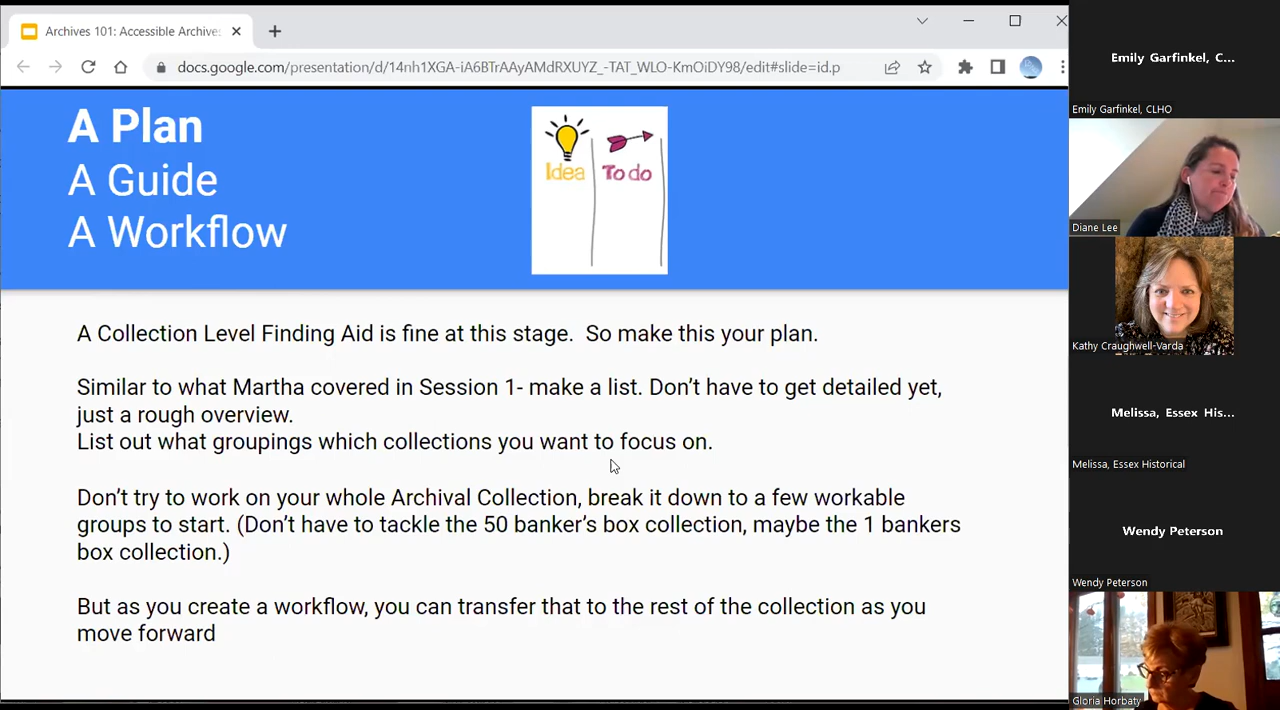 Archives 101: Accessible Archives
docs.google.com/presentation/d/14nh1XGA-iA6BTrAAyAMdRXUYZ_-TAT_WLO-KmOiDY98/edit#slide=id.p
A Plan
A Guide
A Workflow
Idea
To do
A Collection Level Finding Aid is fine at this stage.  So make this your plan.
Similar to what Martha covered in Session 1- make a list. Don’t have to get detailed yet,
just a rough overview.
List out what groupings which collections you want to focus on.
Don’t try to work on your whole Archival Collection, break it down to a few workable
groups to start. (Don’t have to tackle the 50 banker’s box collection, maybe the 1 bankers
box collection.)
But as you create a workflow, you can transfer that to the rest of the collection as you
move forward
Emily Garfinkel, C...
Emily Garfinkel, CLHO
Diane Lee
Kathy Craughwell-Varda
Melissa, Essex His...
Melissa, Essex Historical
Wendy Peterson
Wendy Peterson
Gloria Horbaty